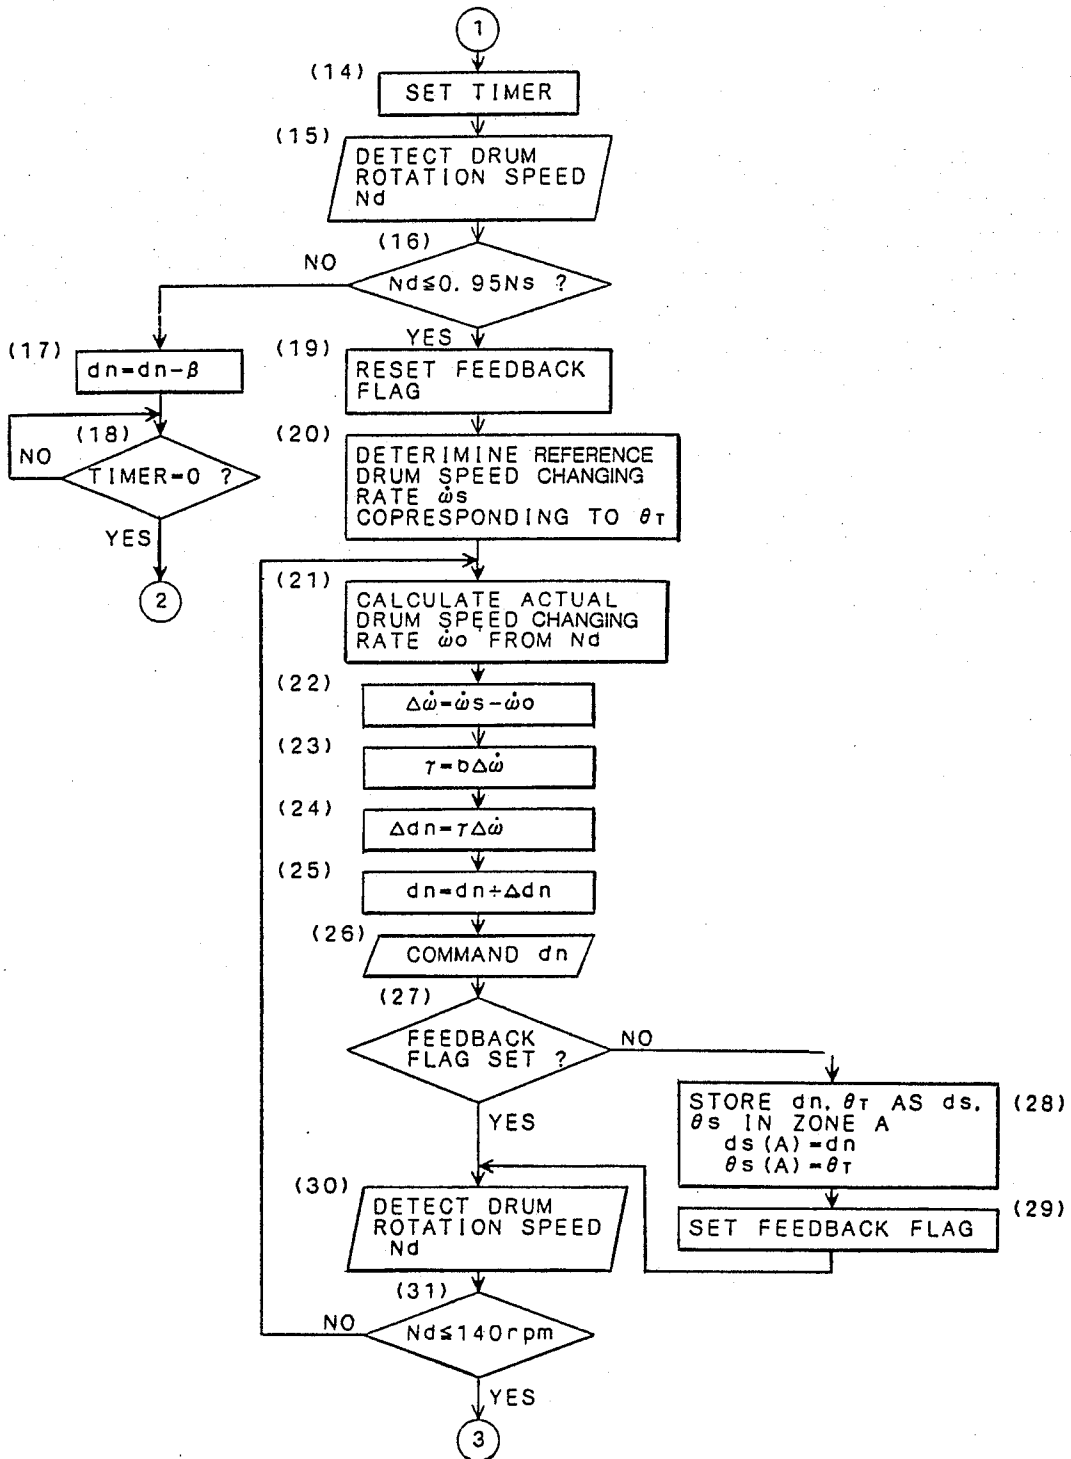 1
(14)
SET TIMER
(15)
DETECT DRUM
ROTATION SPEED
Nd
(16)
Nd≦0.95Ns ?
NO
YES
(17)
dn=dn-β
(18)
TIMER=0 ?
NO
YES
2
(19)
RESET FEEDBACK
FLAG
(20)
DETERIMINE REFERENCE
DRUM SPEED CHANGING
RATE ω̇s
COPRESPONDING TO θT
(21)
CALCULATE ACTUAL
DRUM SPEED CHANGING
RATE ω̇o FROM Nd
(22)
Δω̇=ω̇s-ω̇o
(23)
γ=bΔω̇
(24)
Δdn=γΔω̇
(25)
dn=dn÷Δdn
(26)
COMMAND dn
(27)
FEEDBACK
FLAG SET ?
NO
YES
STORE dn, θT AS ds,
θs IN ZONE A
ds(A)=dn
θs(A)=θT
(28)
SET FEEDBACK FLAG
(29)
(30)
DETECT DRUM
ROTATION SPEED
Nd
(31)
Nd≦140rpm
NO
YES
3